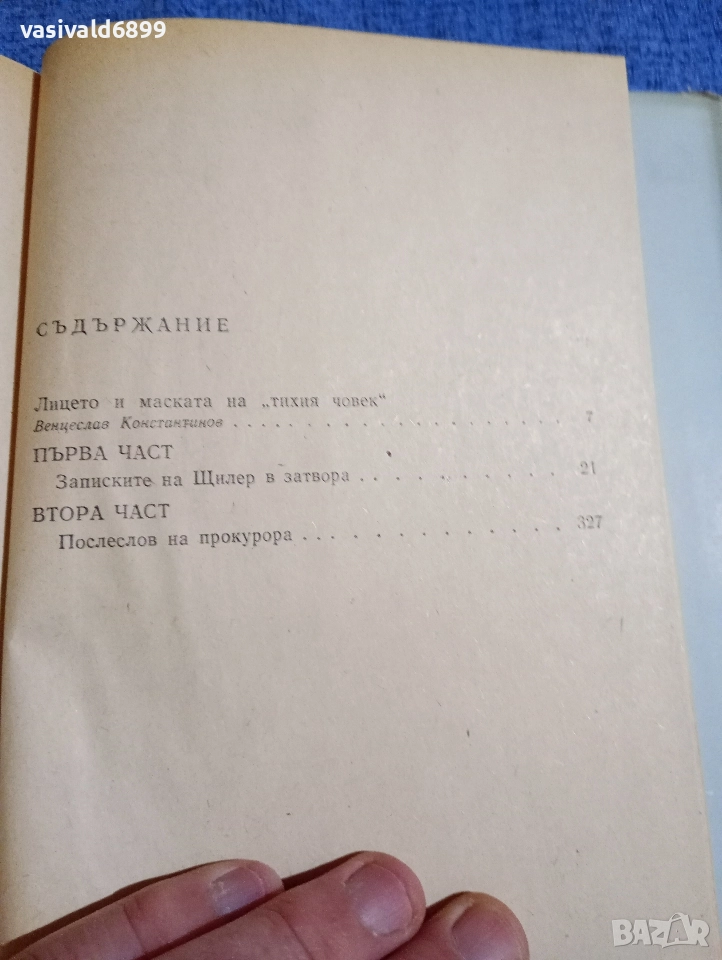 vasivald6899
СЪДЪРЖАНИЕ
Лицето и маската на „тихия човек“
Венцеслав Константинов . . . . . . . . . . . . . . . . . 7
ПЪРВА ЧАСТ
Записките на Щилер в затвора . . . . . . . . . . . 21
ВТОРА ЧАСТ
Послеслов на прокурора . . . . . . . . . . . . . 327
BAZAR